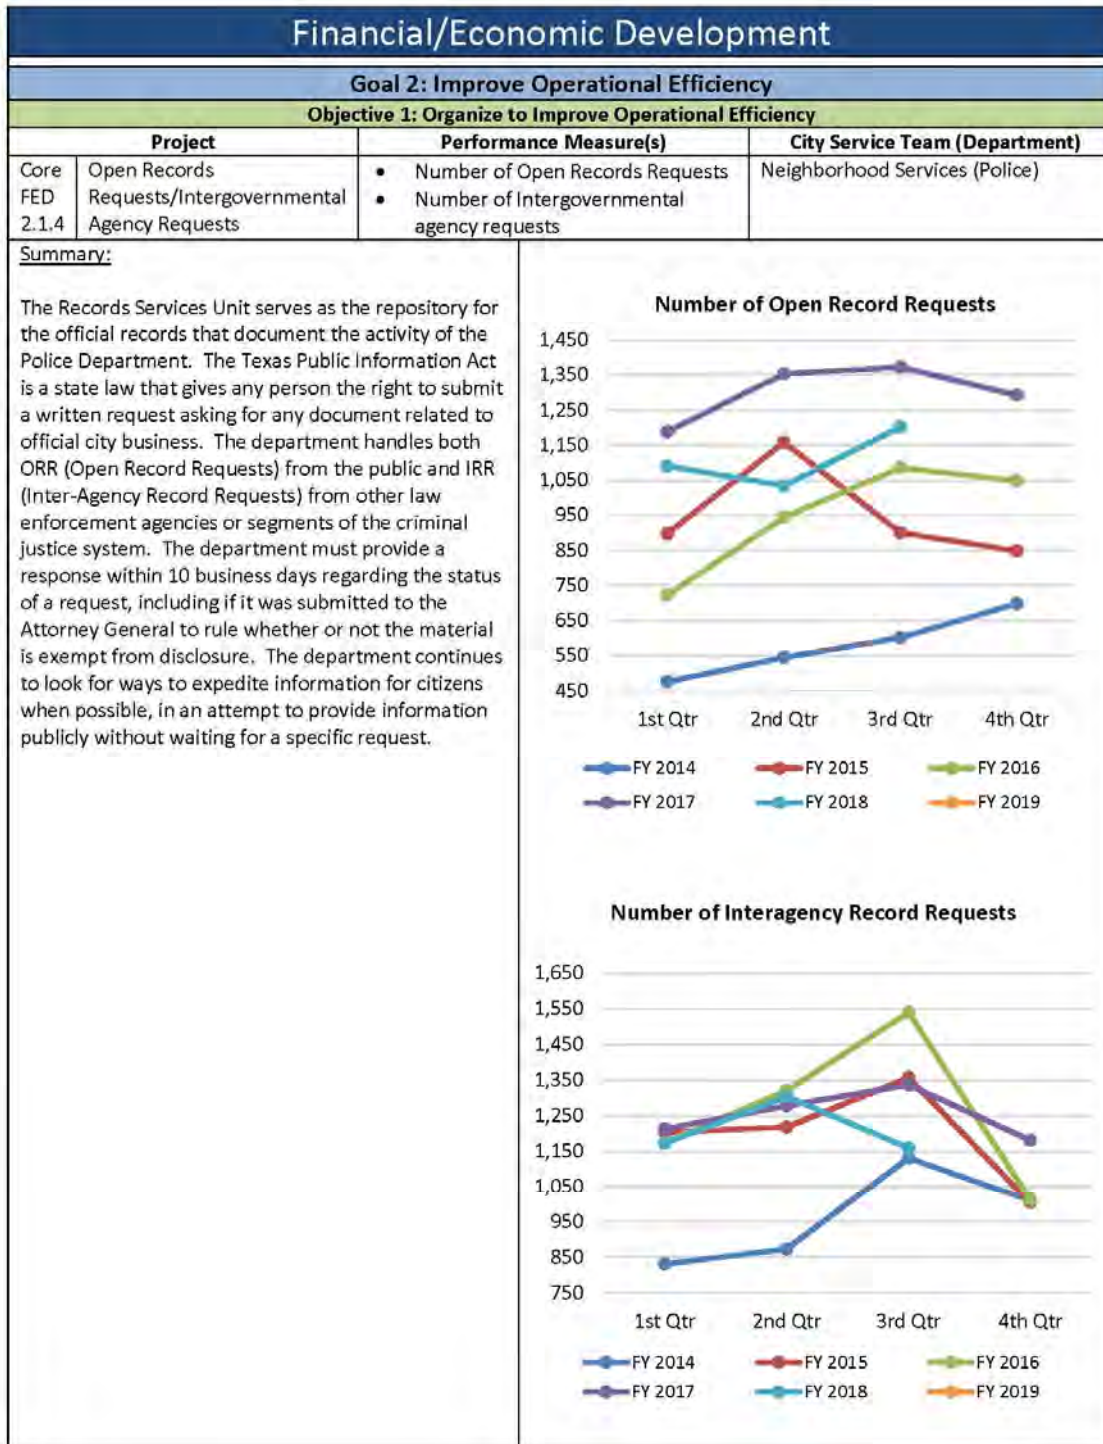 Financial/Economic Development
Goal 2: Improve Operational Efficiency
Objective 1: Organize to Improve Operational Efficiency
Project
Performance Measure(s)
City Service Team (Department)
Core
FED
2.1.4
Open Records
Requests/Intergovernmental
Agency Requests
• Number of Open Records Requests
• Number of Intergovernmental
agency requests
Neighborhood Services (Police)
Summary:
The Records Services Unit serves as the repository for
the official records that document the activity of the
Police Department. The Texas Public Information Act
is a state law that gives any person the right to submit
a written request asking for any document related to
official city business. The department handles both
ORR (Open Record Requests) from the public and IRR
(Inter-Agency Record Requests) from other law
enforcement agencies or segments of the criminal
justice system. The department must provide a
response within 10 business days regarding the status
of a request, including if it was submitted to the
Attorney General to rule whether or not the material
is exempt from disclosure. The department continues
to look for ways to expedite information for citizens
when possible, in an attempt to provide information
publicly without waiting for a specific request.
Number of Open Record Requests
1,450
1,350
1,250
1,150
1,050
950
850
750
650
550
450
1st Qtr 2nd Qtr 3rd Qtr 4th Qtr
FY 2014 FY 2015 FY 2016
FY 2017 FY 2018 FY 2019
Number of Interagency Record Requests
1,650
1,550
1,450
1,350
1,250
1,150
1,050
950
850
750
1st Qtr 2nd Qtr 3rd Qtr 4th Qtr
FY 2014 FY 2015 FY 2016
FY 2017 FY 2018 FY 2019